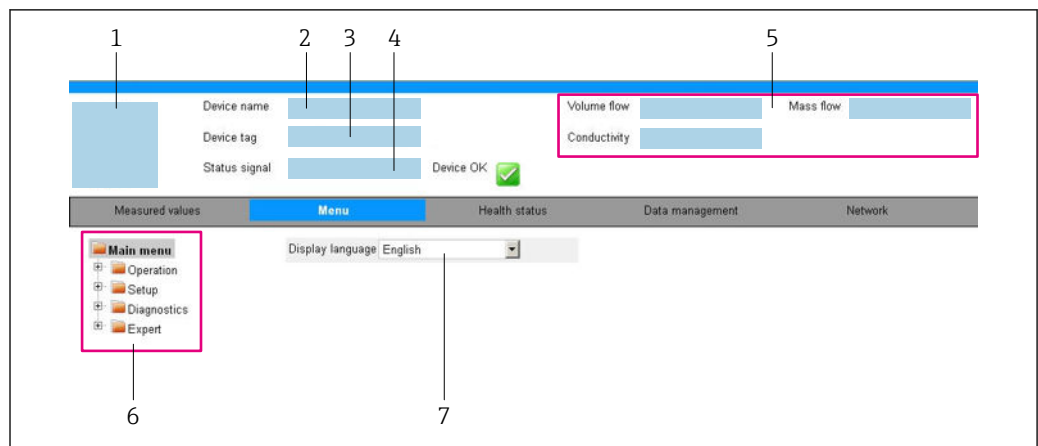 1 2 3 4 5
Device name Volume flow Mass flow
Device tag Conductivity
Status signal Device OK
Measured values Menu Health status Data management Network
Main menu Display language English
Operation
Setup
Diagnostics
Expert
6 7